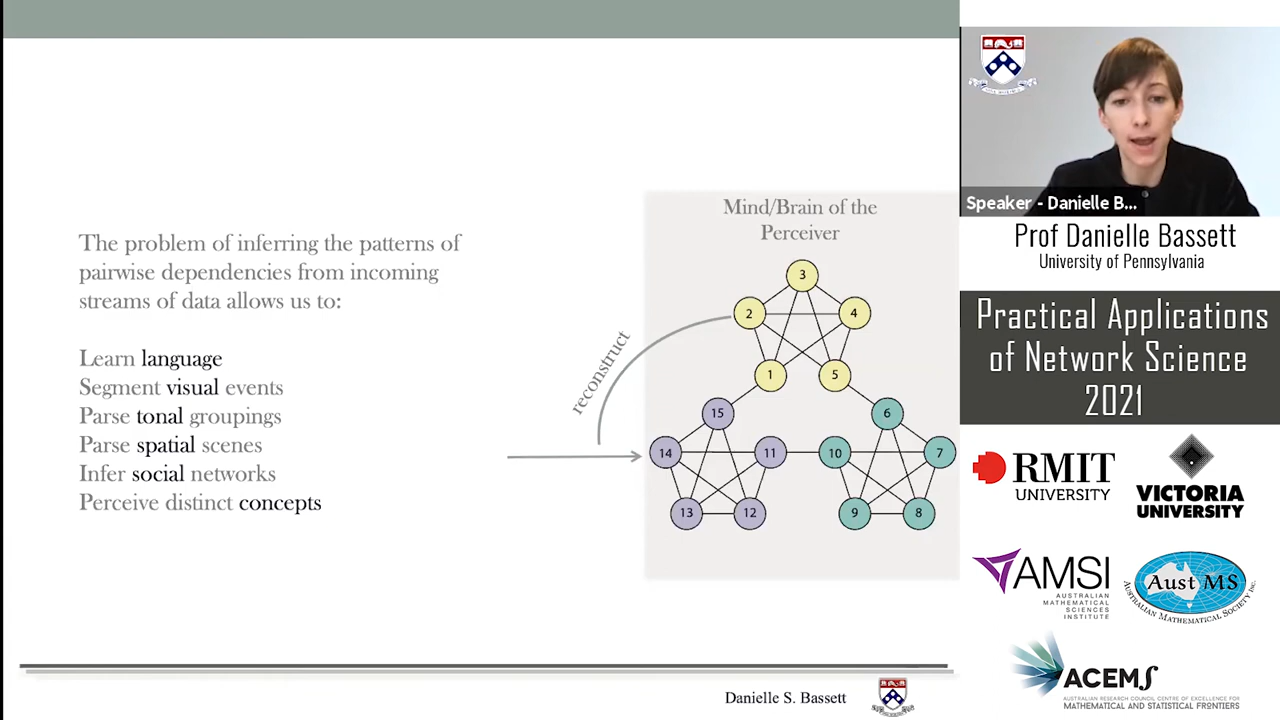 The problem of inferring the patterns of
pairwise dependencies from incoming
streams of data allows us to:
Learn language
Segment visual events
Parse tonal groupings
Parse spatial scenes
Infer social networks
Perceive distinct concepts
reconstruct
Mind/Brain of the
Perceiver
3
2
4
1
5
15
6
14
11
10
7
13
12
9
8
Danielle S. Bassett
Speaker - Danielle B...
Prof Danielle Bassett
University of Pennsylvania
Practical Applications
of Network Science
2021
RMIT
UNIVERSITY
VICTORIA
UNIVERSITY
AMSI
AUSTRALIAN
MATHEMATICAL
SCIENCES
INSTITUTE
Aust MS
AUSTRALIAN MATHEMATICAL SOCIETY Inc.
ACEMS
AUSTRALIAN RESEARCH COUNCIL CENTRE OF EXCELLENCE FOR
MATHEMATICAL AND STATISTICAL FRONTIERS